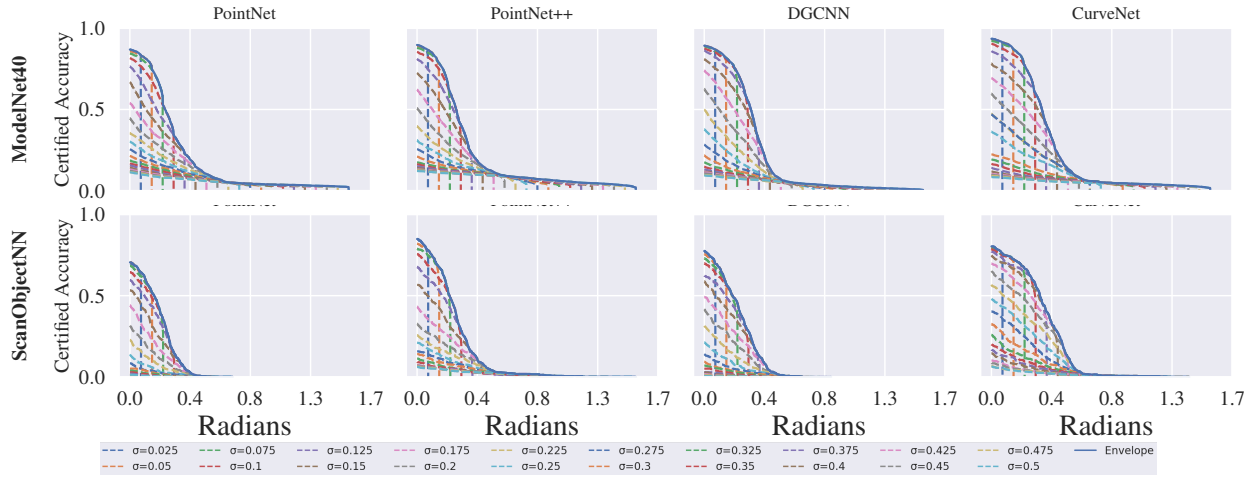 PointNet PointNet++ DGCNN CurveNet
ModelNet40
Certified Accuracy
1.0
0.5
0.0
ScanObjectNN
Certified Accuracy
1.0
0.5
0.0
0.0 0.4 0.8 1.3 1.7 0.0 0.4 0.8 1.3 1.7 0.0 0.4 0.8 1.3 1.7 0.0 0.4 0.8 1.3 1.7
Radians Radians Radians Radians
σ=0.025 σ=0.075 σ=0.125 σ=0.175 σ=0.225 σ=0.275 σ=0.325 σ=0.375 σ=0.425 σ=0.475 Envelope
σ=0.05 σ=0.1 σ=0.15 σ=0.2 σ=0.25 σ=0.3 σ=0.35 σ=0.4 σ=0.45 σ=0.5